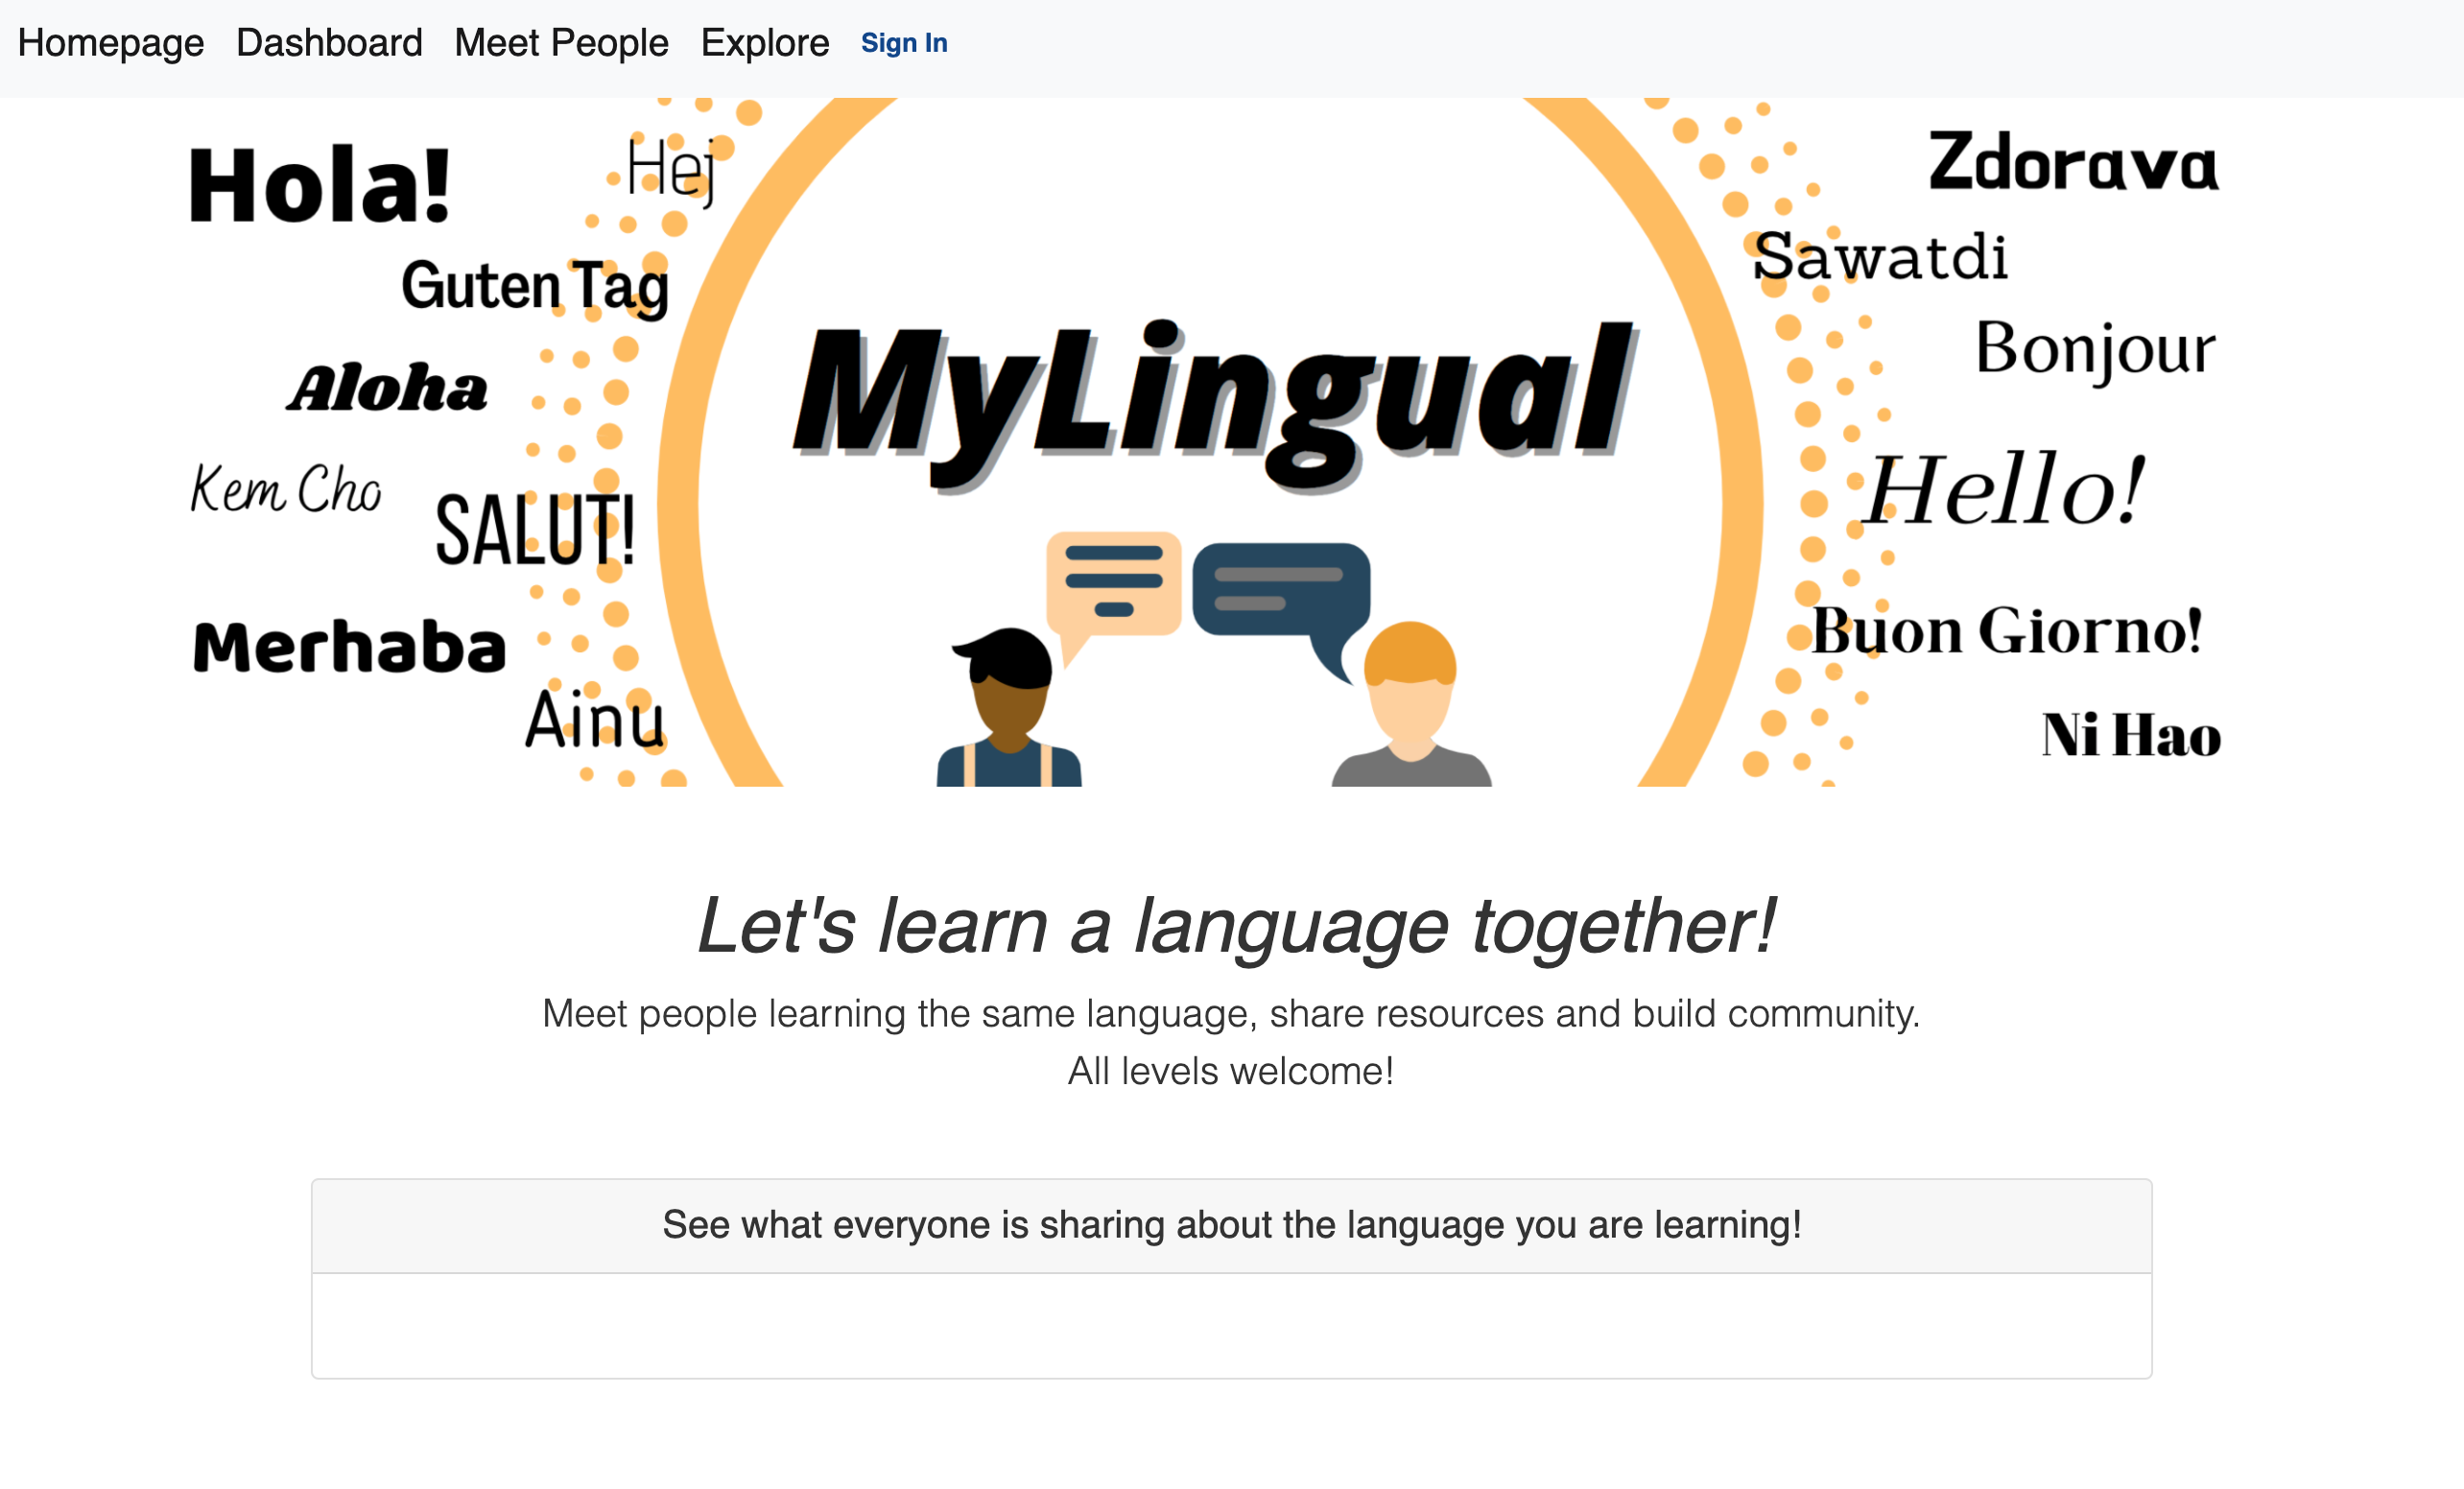 Homepage Dashboard Meet People Explore Sign In
Hola!
Hej
Guten Tag
Aloha
Kem Cho
SALUT!
Merhaba
Ainu
MyLingual
Zdorava
Sawatdi
Bonjour
Hello!
Buon Giorno!
Ni Hao
Let's learn a language together!
Meet people learning the same language, share resources and build community.
All levels welcome!
See what everyone is sharing about the language you are learning!